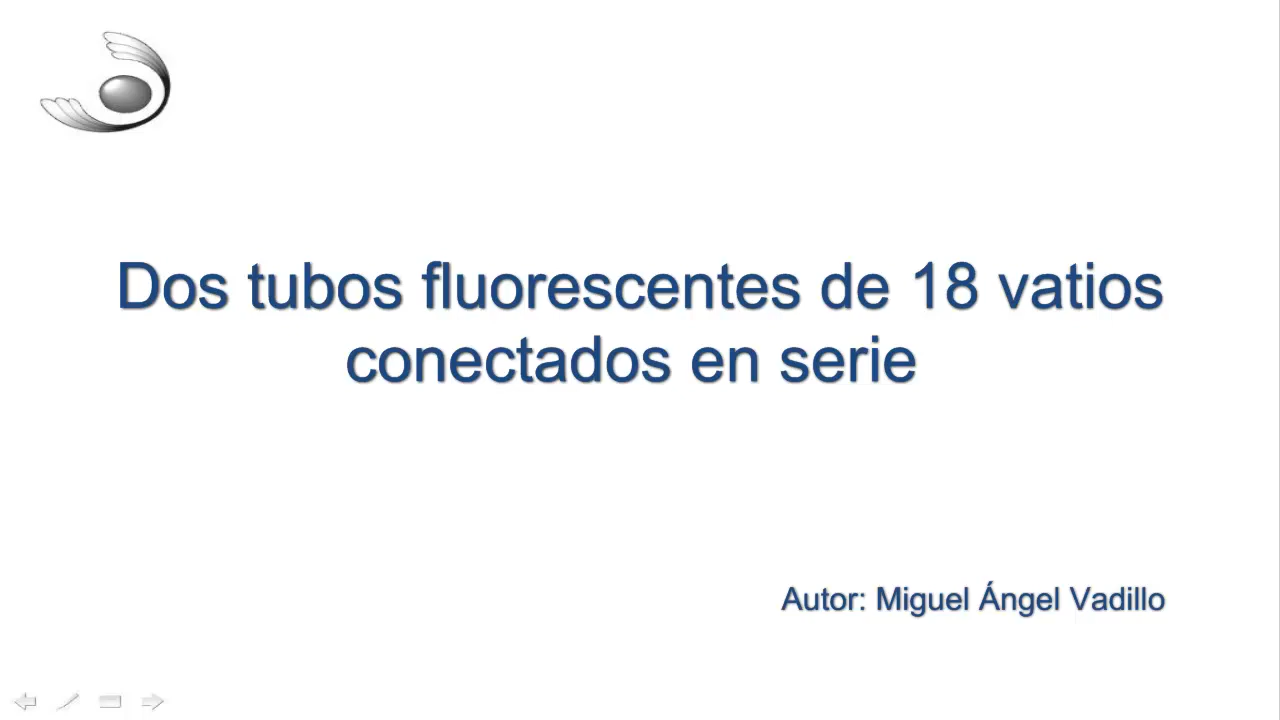 Dos tubos fluorescentes de 18 vatios
conectados en serie
Autor: Miguel Ángel Vadillo